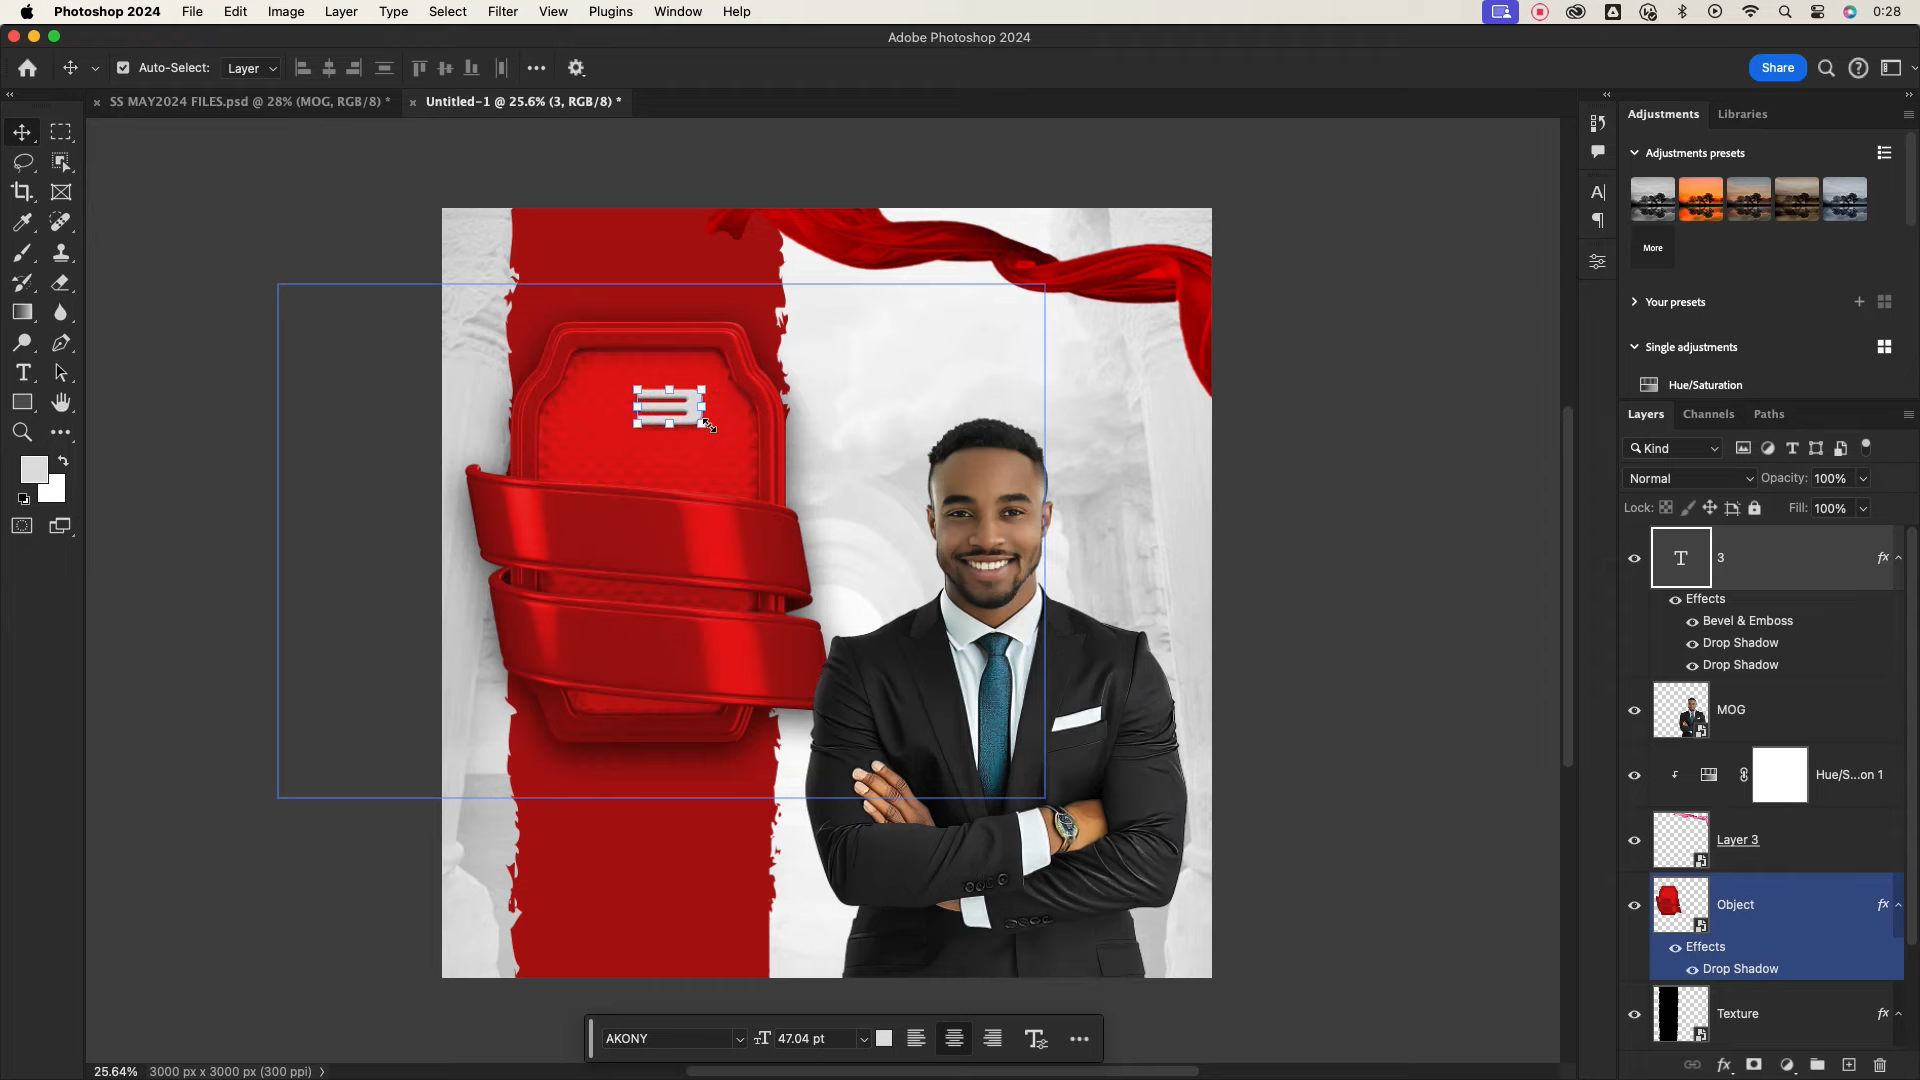 Photoshop 2024 File Edit Image Layer Type Select Filter View Plugins Window Help 0:28
Adobe Photoshop 2024
Auto-Select: Layer Share
SS MAY2024 FILES.psd @ 28% (MOG, RGB/8) * Untitled-1 @ 25.6% (3, RGB/8) *
Adjustments Libraries
Adjustments presets
More
Your presets
Single adjustments
Hue/Saturation
Layers Channels Paths
Kind
Normal Opacity: 100%
Lock: Fill: 100%
T 3 fx
Effects
Bevel & Emboss
Drop Shadow
Drop Shadow
MOG
Hue/S...on 1
Layer 3
Object fx
Effects
Drop Shadow
Texture fx
3
AKONY 47.04 pt
25.64% 3000 px x 3000 px (300 ppi)